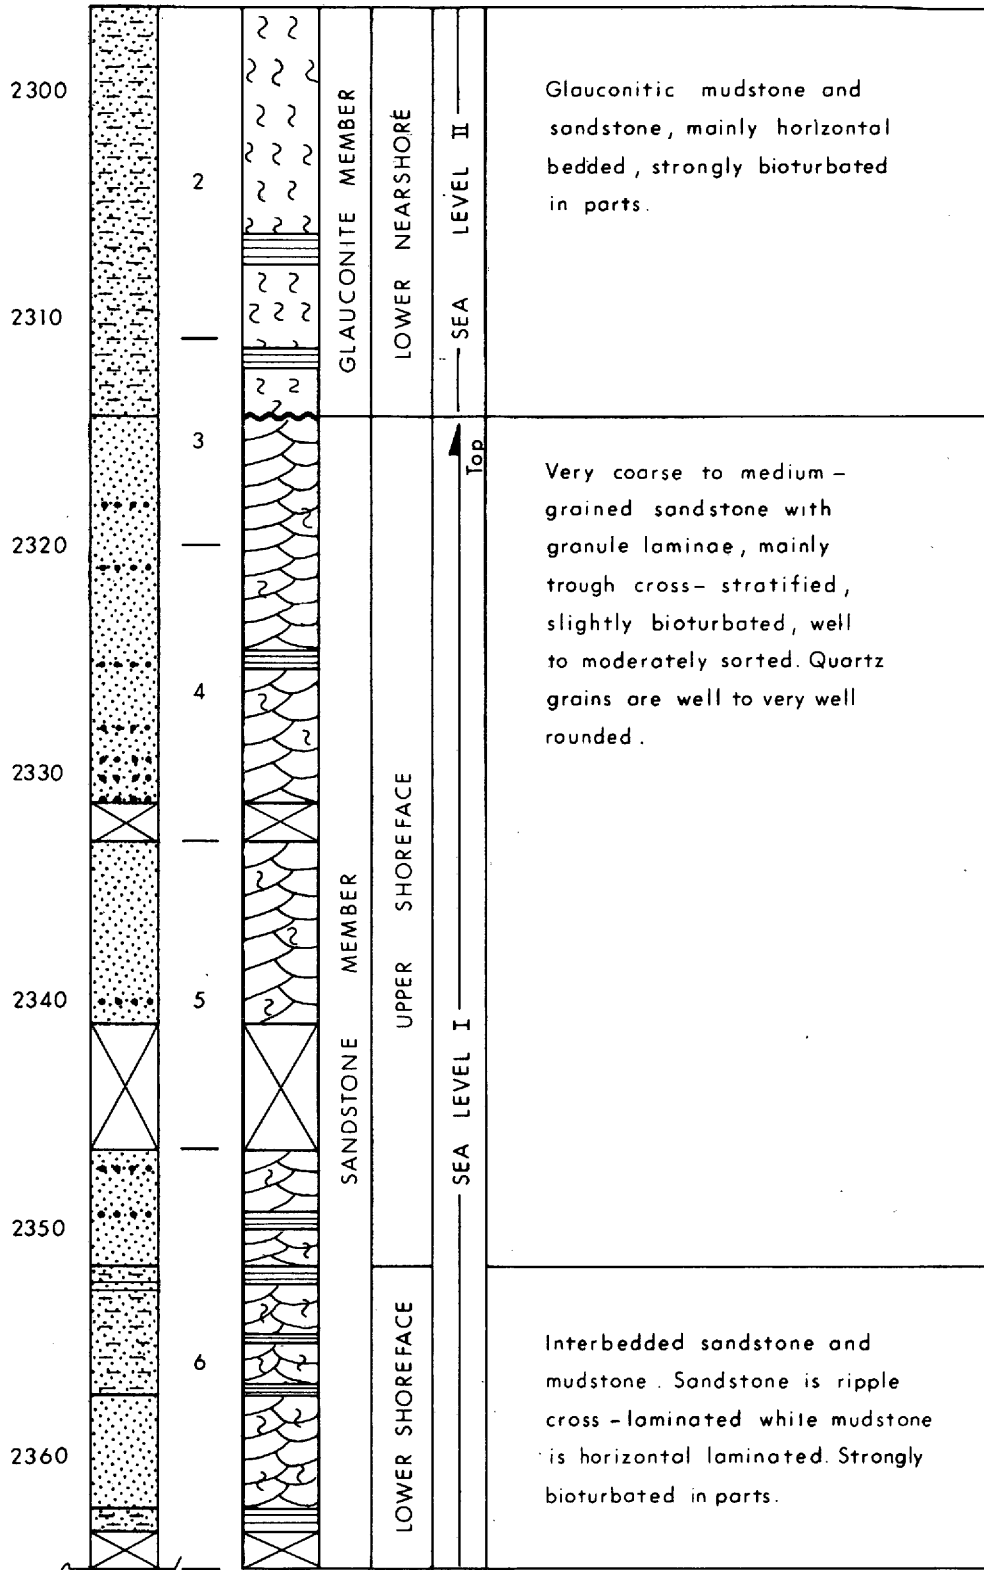 2300
2310
2320
2330
2340
2350
2360
2
3
4
5
6
GLAUCONITE MEMBER
SANDSTONE MEMBER
LOWER NEARSHORE
UPPER SHOREFACE
LOWER SHOREFACE
SEA LEVEL II
Top
SEA LEVEL I
Glauconitic mudstone and
sandstone, mainly horizontal
bedded, strongly bioturbated
in parts.
Very coarse to medium -
grained sandstone with
granule laminae, mainly
trough cross- stratified,
slightly bioturbated, well
to moderately sorted. Quartz
grains are well to very well
rounded.
Interbedded sandstone and
mudstone. Sandstone is ripple
cross - laminated while mudstone
is horizontal laminated. Strongly
bioturbated in parts.